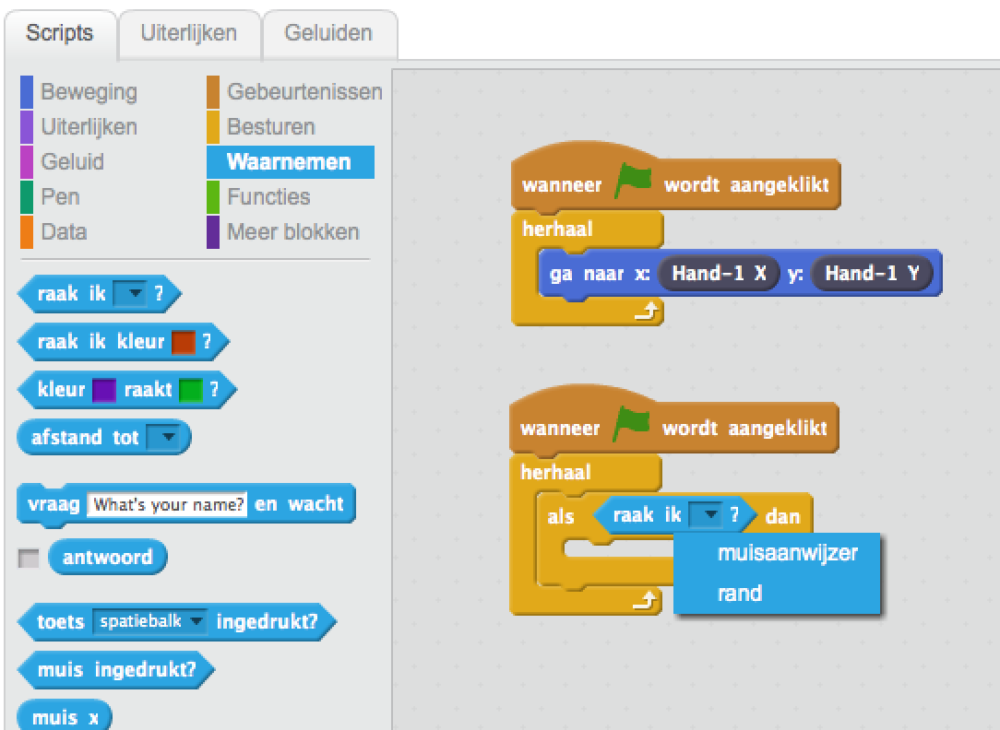 Scripts Uiterlijken Geluiden
Beweging Gebeurtenissen
Uiterlijken Besturen
Geluid Waarnemen
Pen Functies
Data Meer blokken
raak ik ?
raak ik kleur ?
kleur raakt ?
afstand tot
vraag What's your name? en wacht
antwoord
toets spatiebalk ingedrukt?
muis ingedrukt?
muis x
wanneer wordt aangeklikt
herhaal
ga naar x: Hand-1 X y: Hand-1 Y
wanneer wordt aangeklikt
herhaal
als raak ik ? dan
muisaanwijzer
rand